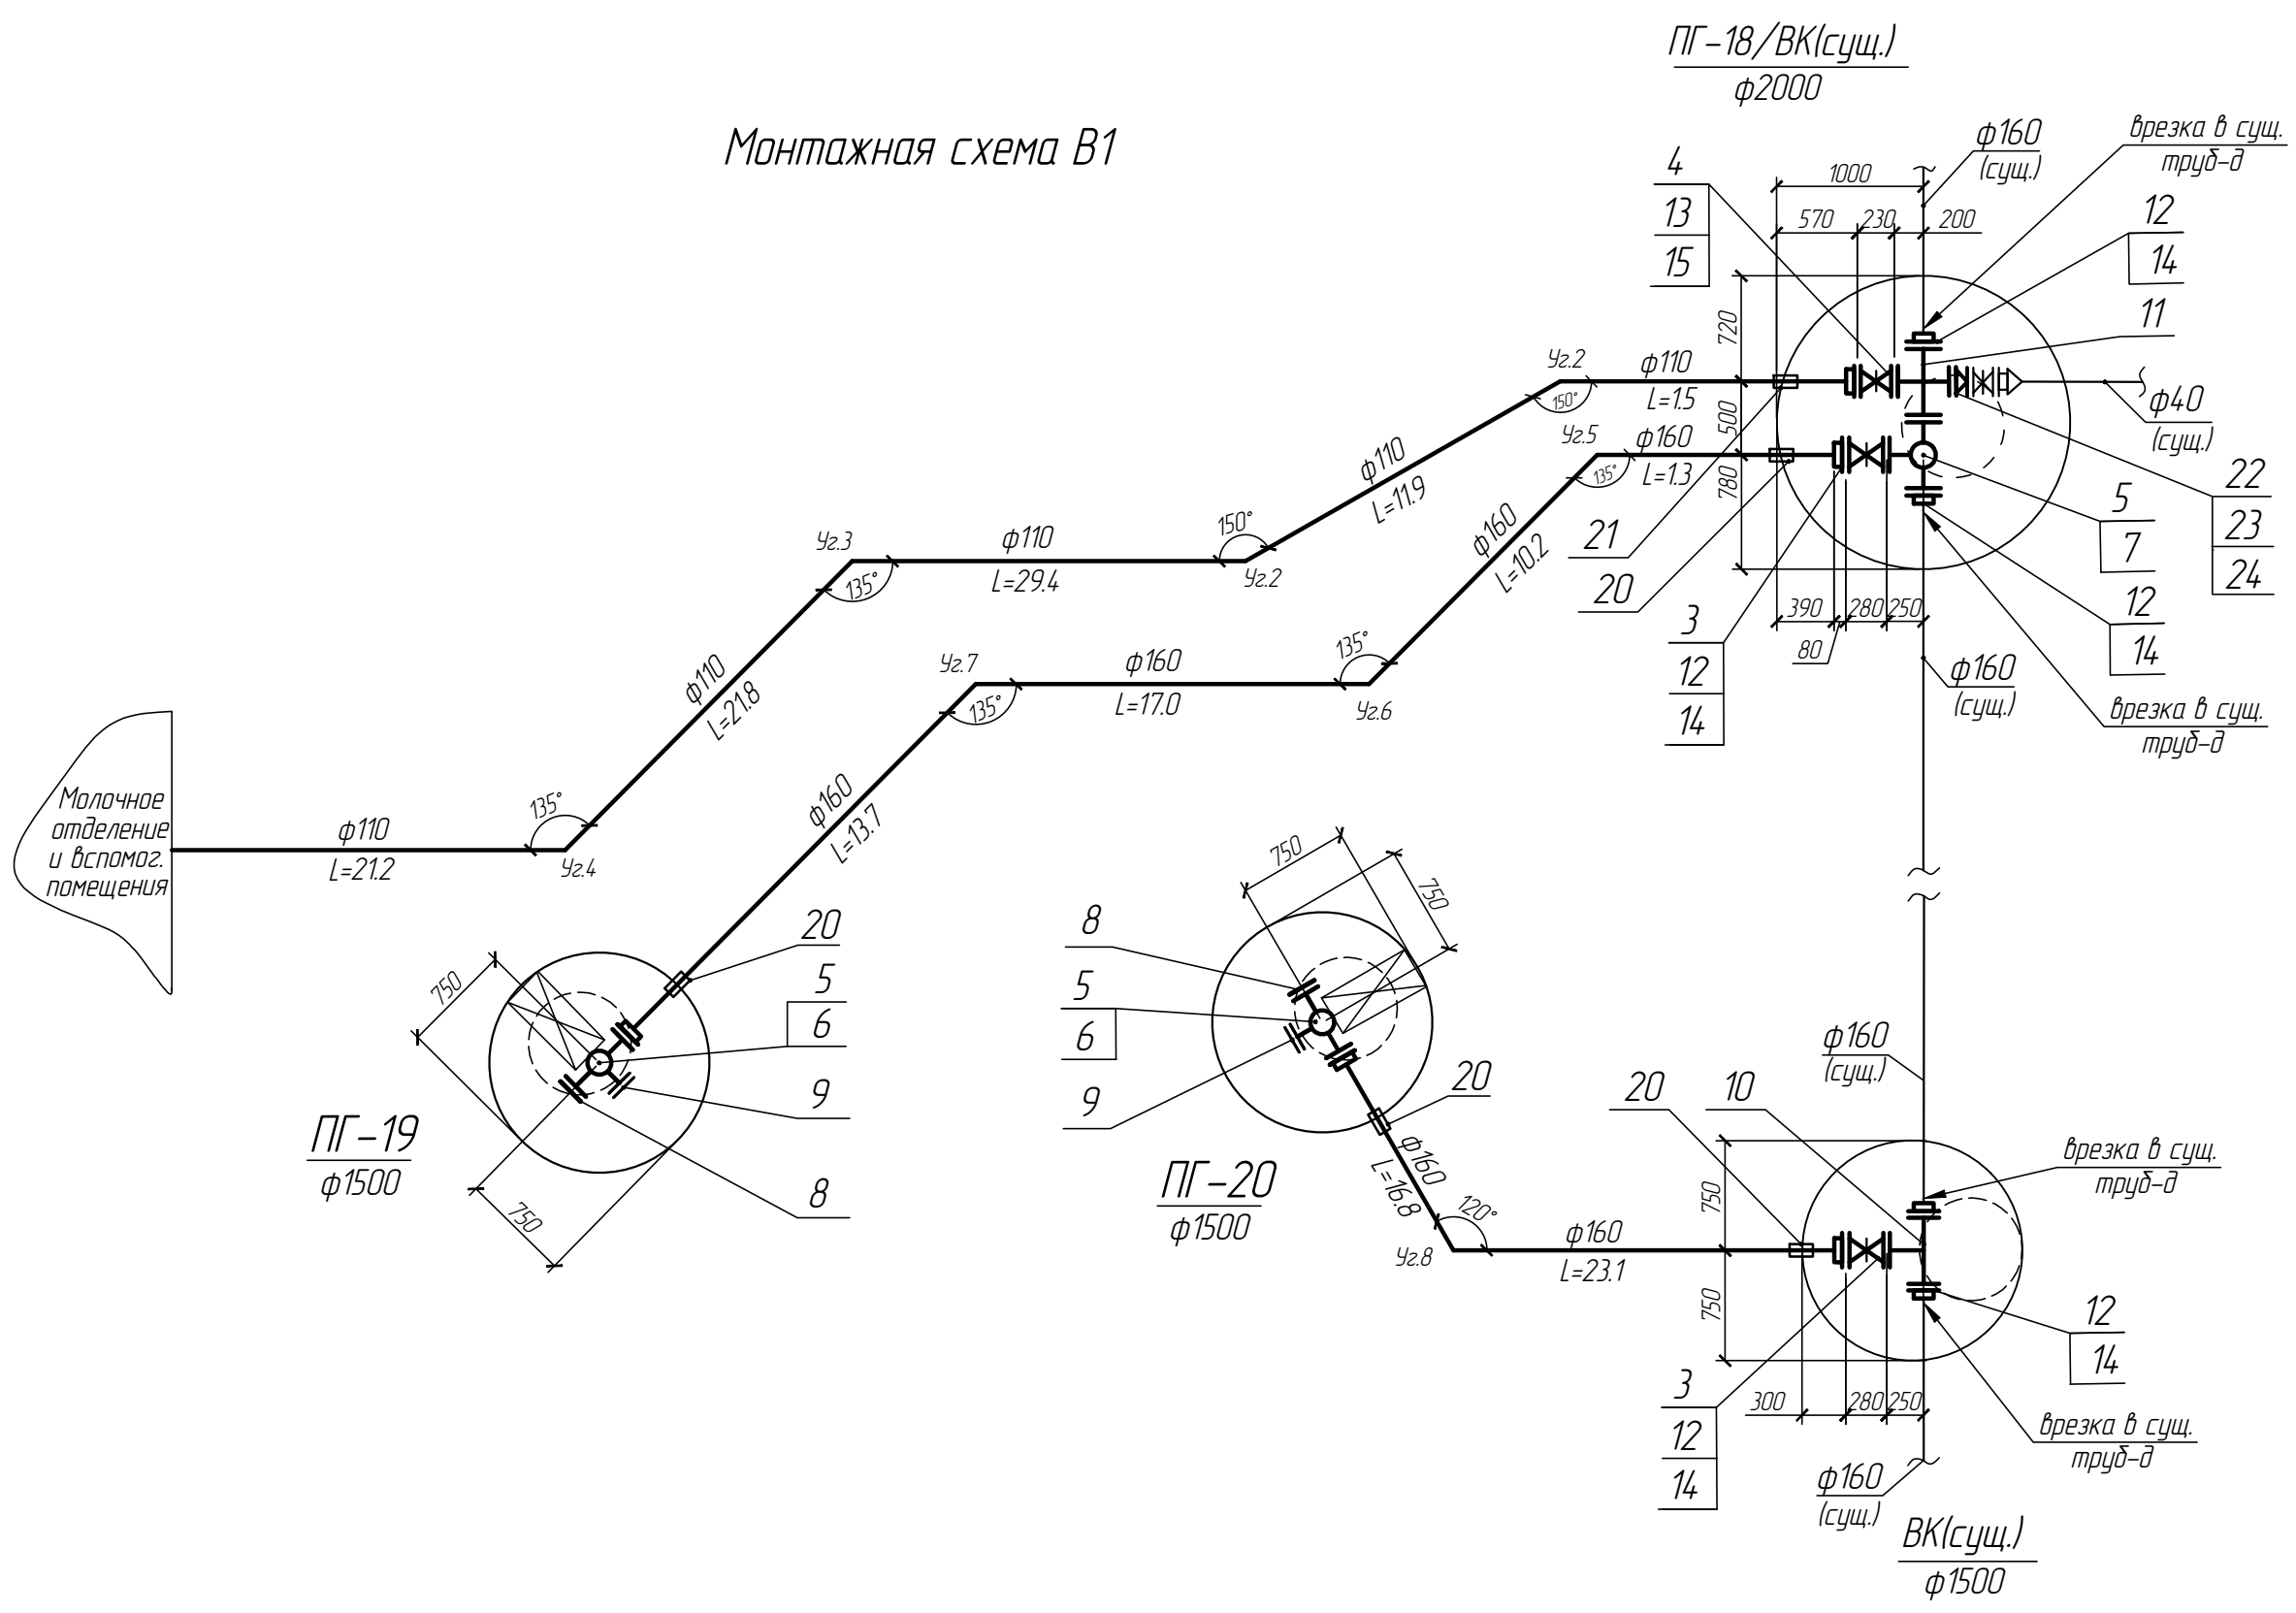 ПГ-18/ВК(сущ.)
ф2000
Монтажная схема В1
ф160
(сущ.)
врезка в сущ.
труб-д
4
13
15
1000
570
230
200
12
14
11
720
500
780
Уг.2
ф110
L=1.5
150°
Уг.5
ф160
L=1.3
135°
ф40
(сущ.)
ф110
L=11.9
22
23
24
5
7
21
20
ф160
L=10.2
Уг.3
135°
ф110
L=29.4
150°
Уг.2
390
280
250
80
3
12
14
12
14
ф160
(сущ.)
врезка в сущ.
труб-д
ф110
L=21.8
Уг.7
135°
ф160
L=17.0
135°
Уг.6
Молочное
отделение
и вспомог.
помещения
ф110
L=21.2
135°
Уг.4
ф160
L=13.7
750
750
20
5
6
9
8
750
750
ПГ-19
ф1500
8
5
6
9
20
ПГ-20
ф1500
ф160
L=16.8
120°
Уг.8
ф160
L=23.1
ф160
(сущ.)
20
10
750
750
врезка в сущ.
труб-д
12
14
3
12
14
300
280
250
врезка в сущ.
труб-д
ф160
(сущ.)
ВК(сущ.)
ф1500